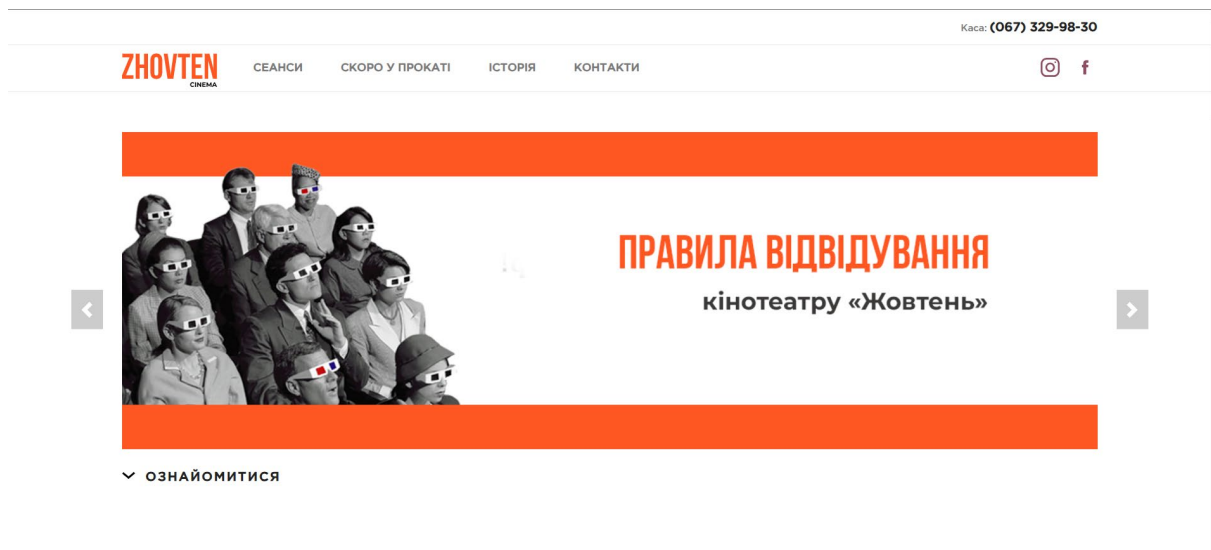 Каса: (067) 329-98-30
ZHOVTEN
CINEMA
СЕАНСИ
СКОРО У ПРОКАТІ
ІСТОРІЯ
КОНТАКТИ
ПРАВИЛА ВІДВІДУВАННЯ
кінотеатру «Жовтень»
ОЗНАЙОМИТИСЯ